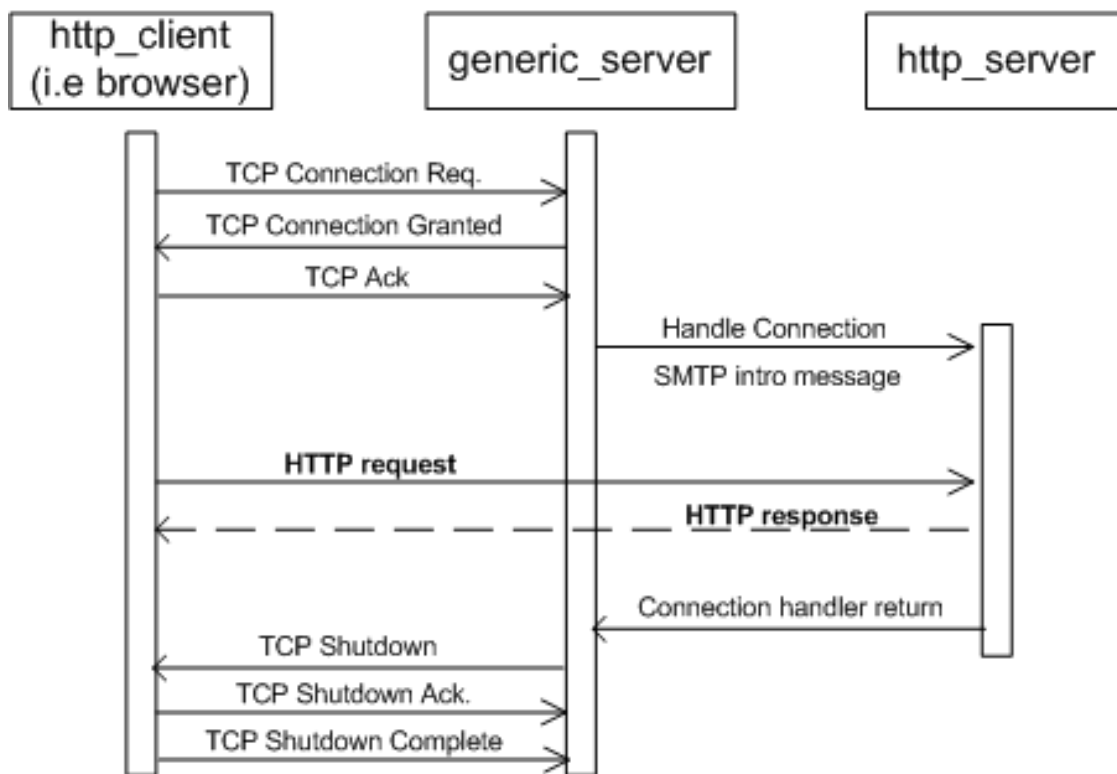 http_client
(i.e browser)
generic_server
http_server
TCP Connection Req.
TCP Connection Granted
TCP Ack
Handle Connection
SMTP intro message
HTTP request
HTTP response
Connection handler return
TCP Shutdown
TCP Shutdown Ack.
TCP Shutdown Complete